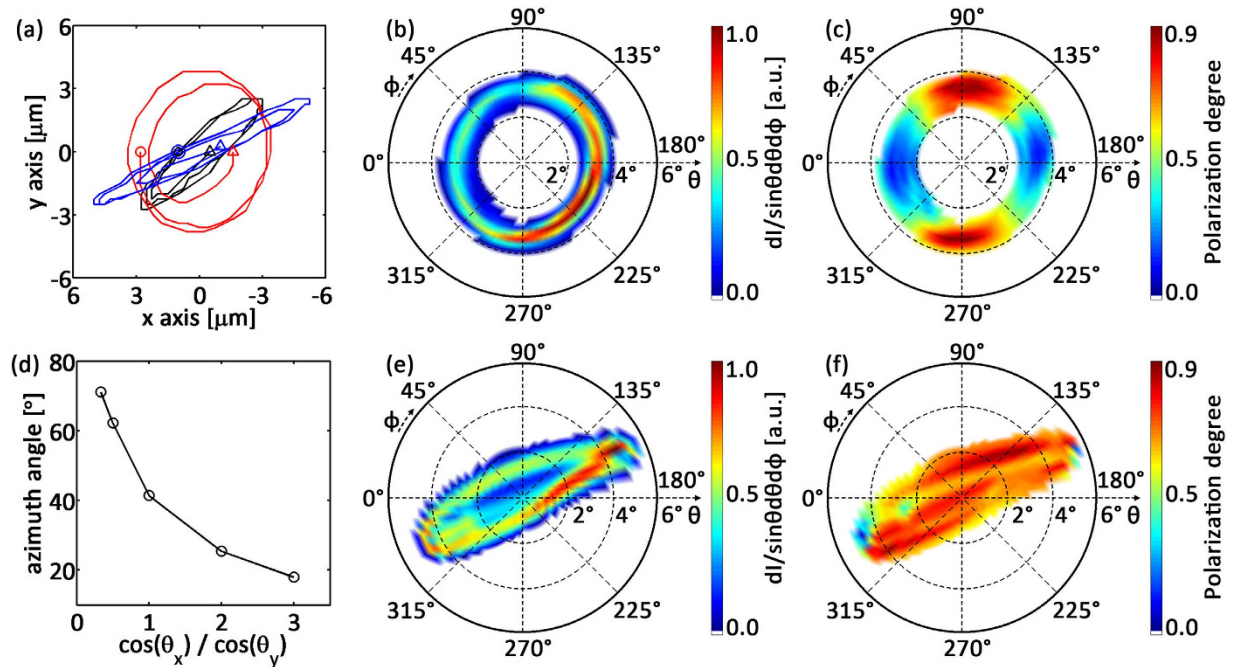 (a)
6
3
0
-3
-6
y axis [μm]
6 3 0 -3 -6
x axis [μm]
(b)
90°
45° 135°
ϕ
0° 180°
2° 4° 6° θ
315° 225°
270°
1.0
0.5
0.0
dI/sinθdθdϕ [a.u.]
(c)
90°
45° 135°
ϕ
0° 180°
2° 4° 6° θ
315° 225°
270°
0.9
0.5
0.0
Polarization degree
(d)
80
60
40
20
azimuth angle [°]
0 1 2 3
cos(θx) / cos(θy)
(e)
90°
45° 135°
ϕ
0° 180°
2° 4° 6° θ
315° 225°
270°
1.0
0.5
0.0
dI/sinθdθdϕ [a.u.]
(f)
90°
45° 135°
ϕ
0° 180°
2° 4° 6° θ
315° 225°
270°
0.9
0.5
0.0
Polarization degree